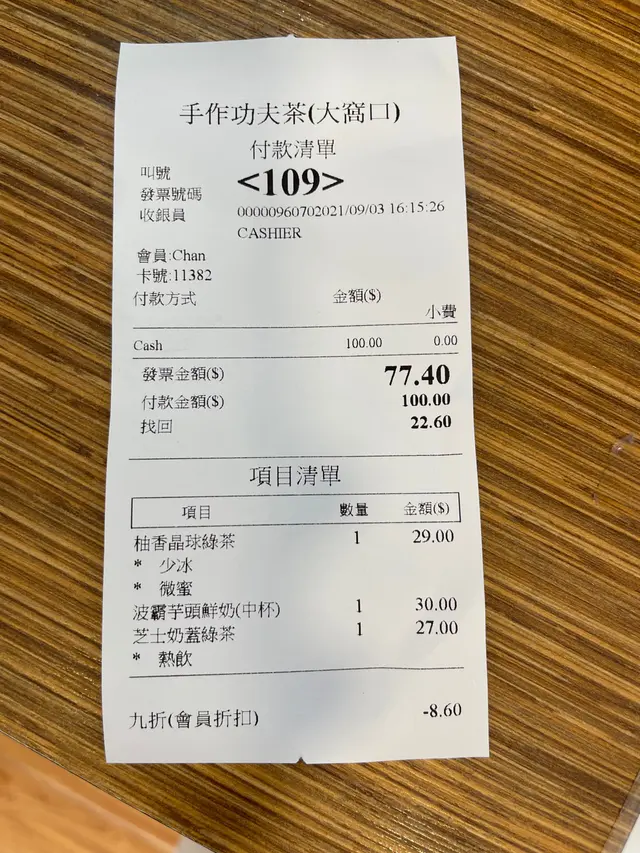 手作功夫茶(大窩口)
付款清單
叫號 <109>
發票號碼 00000960702021/09/03 16:15:26
收銀員 CASHIER
會員:Chan
卡號:11382
付款方式 金額($) 小費
Cash 100.00 0.00
發票金額($) 77.40
付款金額($) 100.00
找回 22.60
項目清單
項目 數量 金額($)
柚香晶球綠茶 1 29.00
* 少冰
* 微蜜
波霸芋頭鮮奶(中杯) 1 30.00
芝士奶蓋綠茶 1 27.00
* 熱飲
九折(會員折扣) -8.60